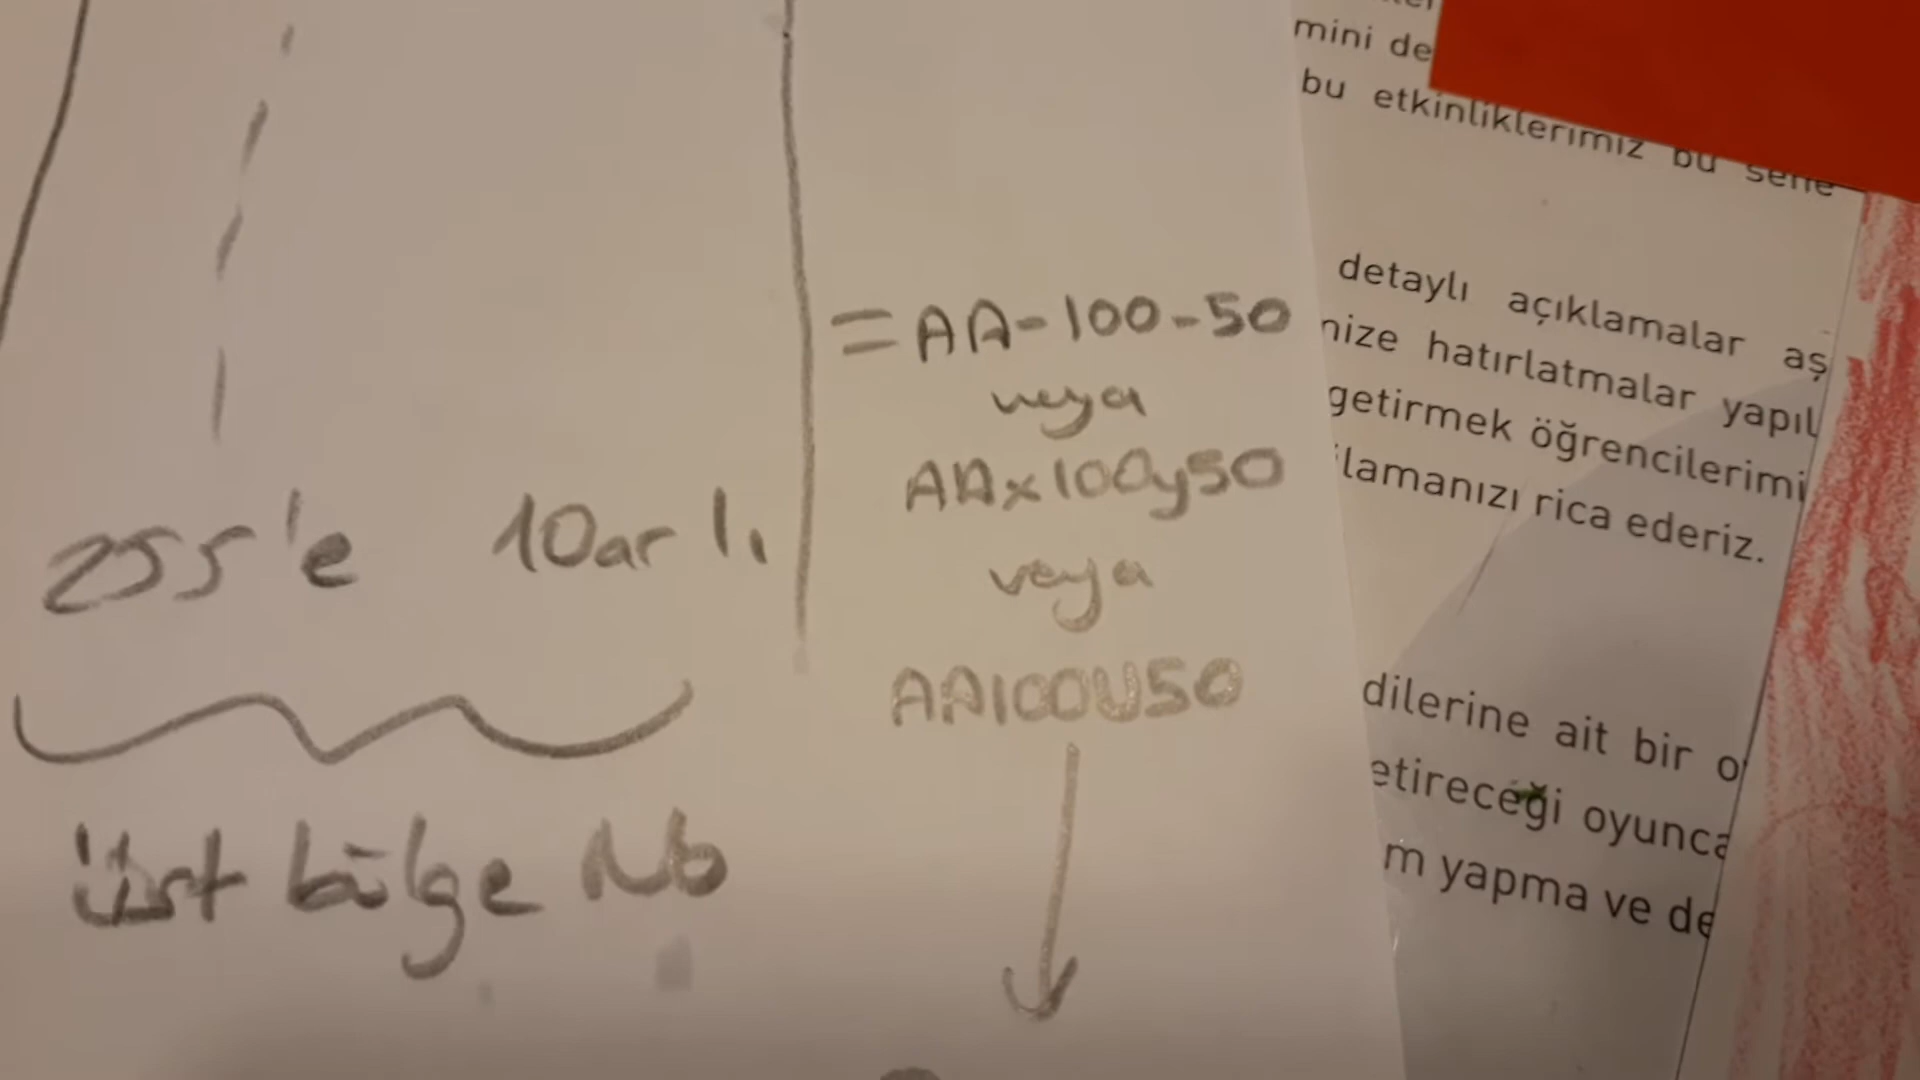 255'e 10ar lı
üst bölge No
=AA-100-50
veya
AAx100y50
veya
AA100U50
mini de
bu etkinliklerimiz bu sene
detaylı açıklamalar aş
nize hatırlatmalar yapıl
getirmek öğrencilerimi
lamanızı rica ederiz.
dilerine ait bir o
etireceği oyunca
m yapma ve de